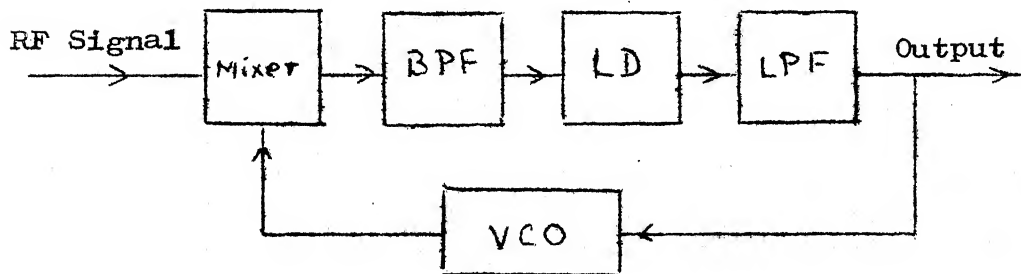 RF Signal
Mixer
BPF
LD
LPF
Output
VCO